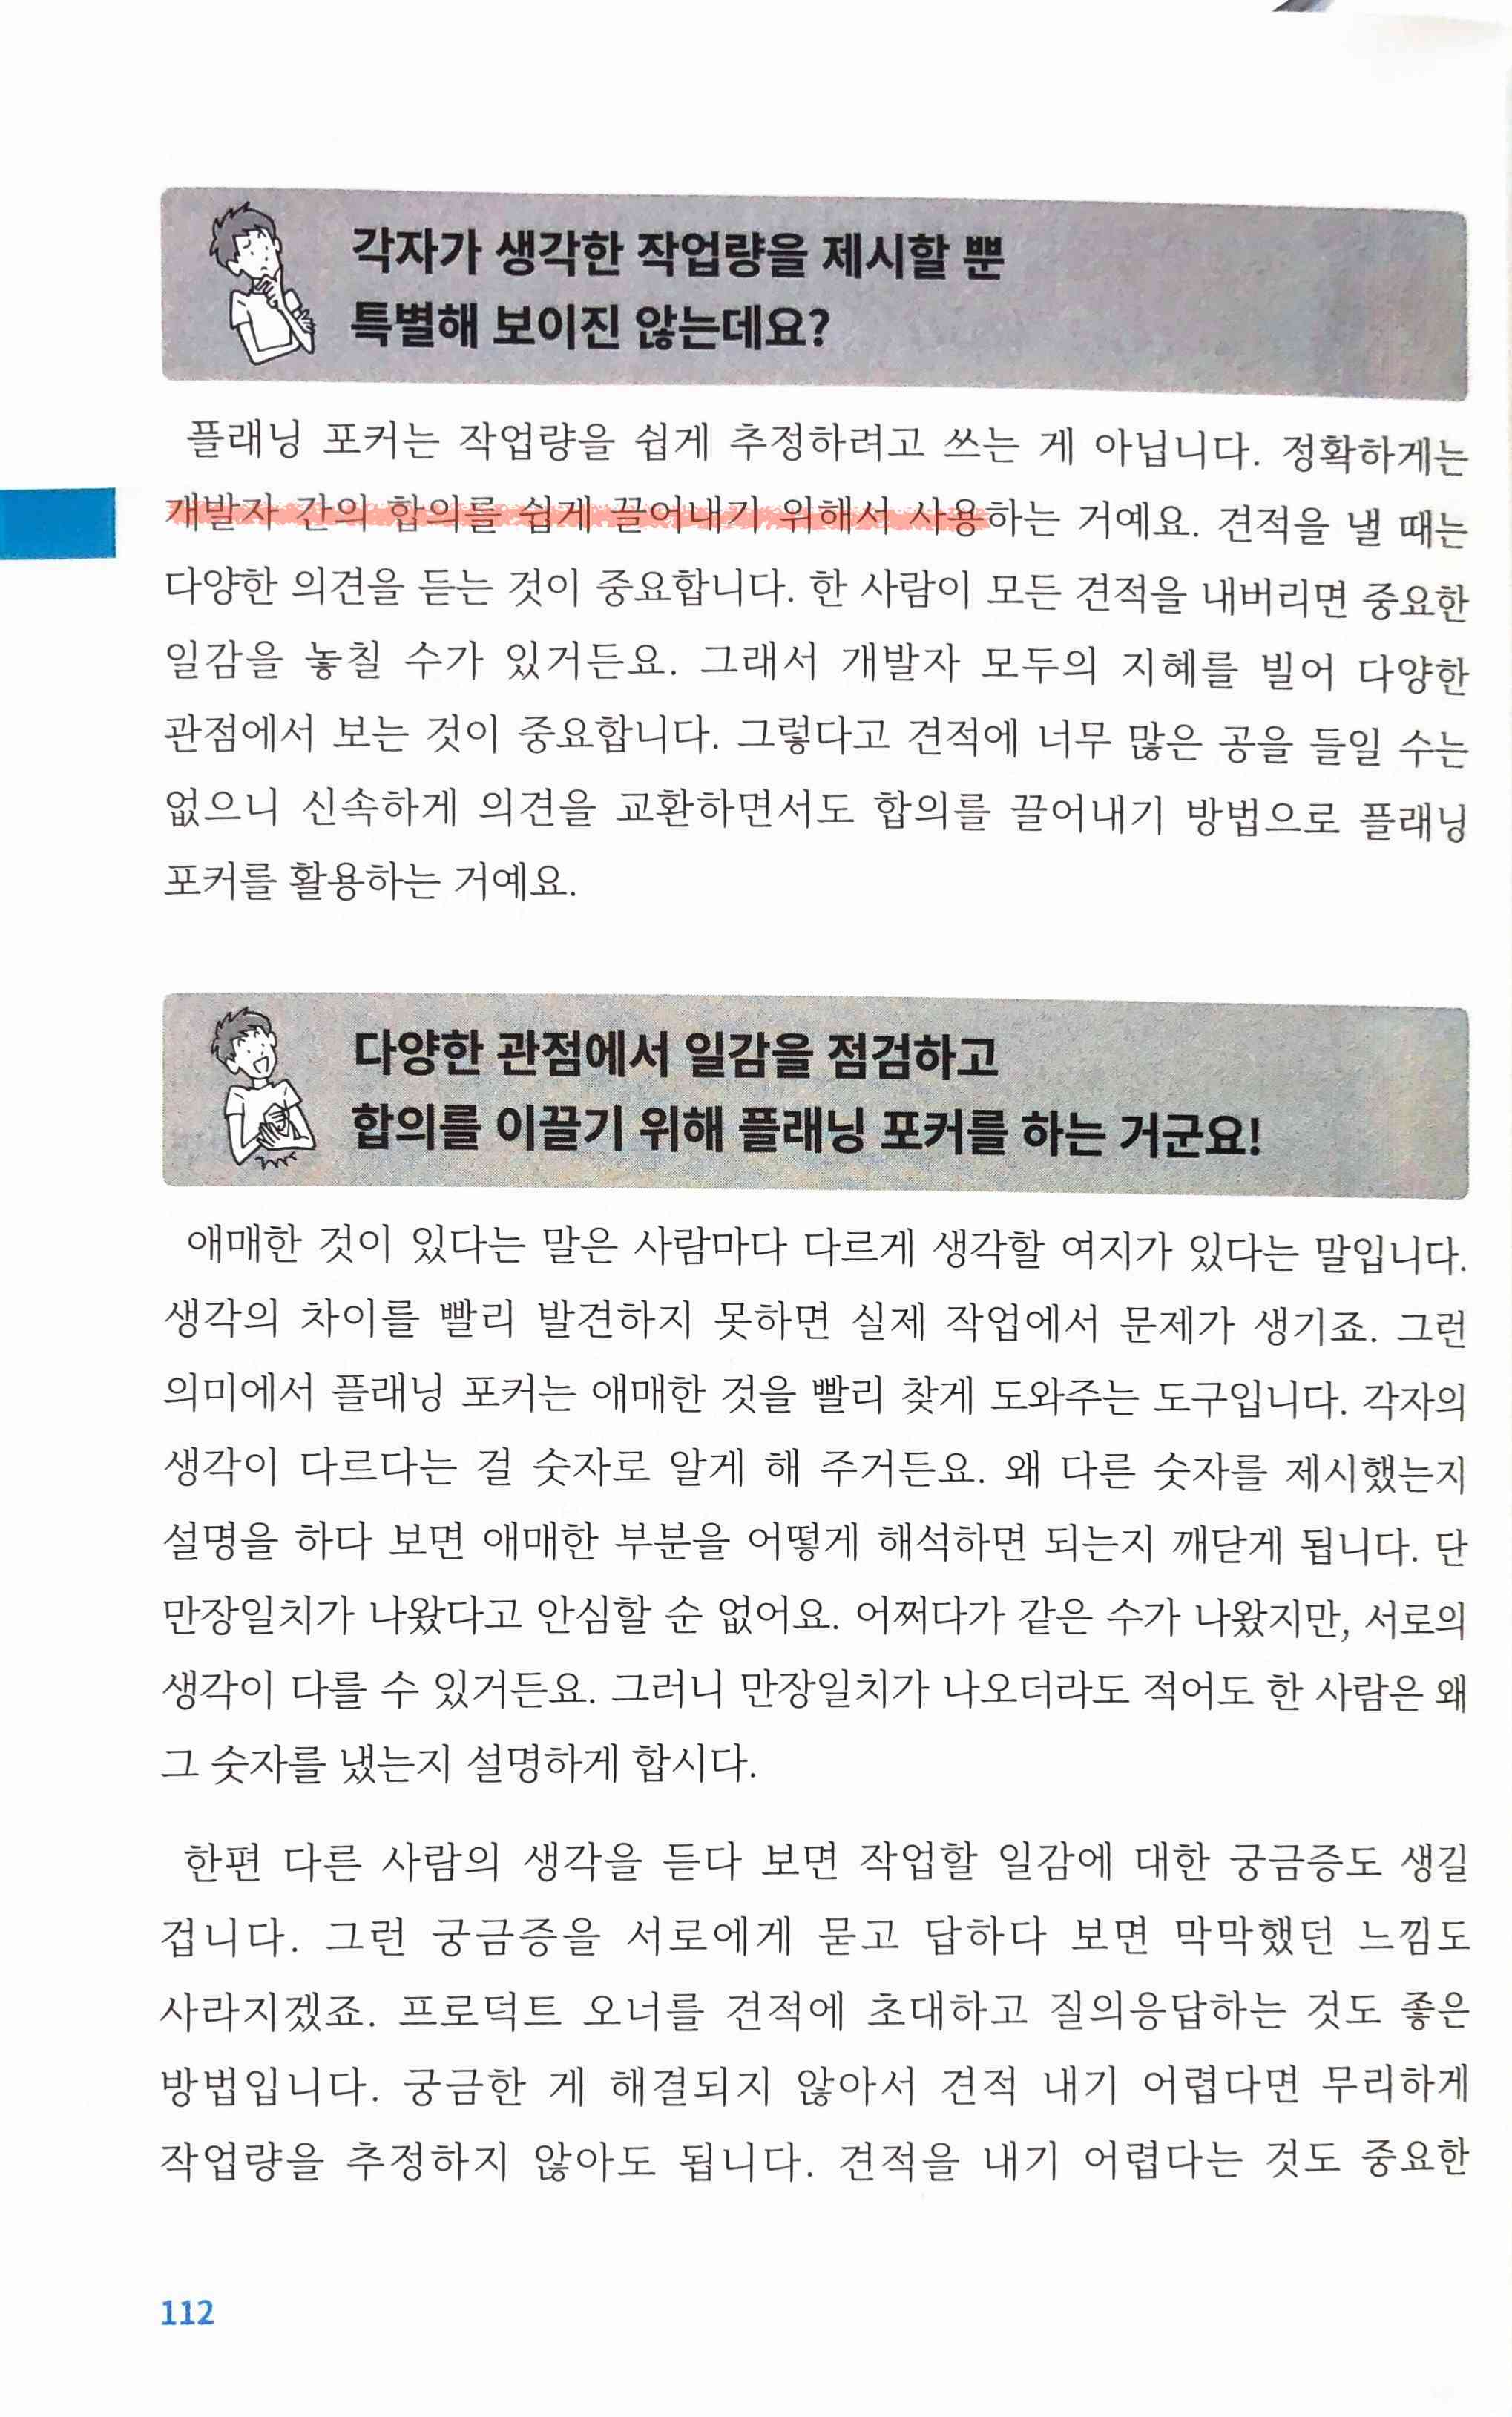 각자가 생각한 작업량을 제시할 뿐
특별해 보이진 않는데요?
플래닝 포커는 작업량을 쉽게 추정하려고 쓰는 게 아닙니다. 정확하게는
개발자 간의 합의를 쉽게 끌어내기 위해서 사용하는 거예요. 견적을 낼 때는
다양한 의견을 듣는 것이 중요합니다. 한 사람이 모든 견적을 내버리면 중요한
일감을 놓칠 수가 있거든요. 그래서 개발자 모두의 지혜를 빌어 다양한
관점에서 보는 것이 중요합니다. 그렇다고 견적에 너무 많은 공을 들일 수는
없으니 신속하게 의견을 교환하면서도 합의를 끌어내기 방법으로 플래닝
포커를 활용하는 거예요.
다양한 관점에서 일감을 점검하고
합의를 이끌기 위해 플래닝 포커를 하는 거군요!
애매한 것이 있다는 말은 사람마다 다르게 생각할 여지가 있다는 말입니다.
생각의 차이를 빨리 발견하지 못하면 실제 작업에서 문제가 생기죠. 그런
의미에서 플래닝 포커는 애매한 것을 빨리 찾게 도와주는 도구입니다. 각자의
생각이 다르다는 걸 숫자로 알게 해 주거든요. 왜 다른 숫자를 제시했는지
설명을 하다 보면 애매한 부분을 어떻게 해석하면 되는지 깨닫게 됩니다. 단
만장일치가 나왔다고 안심할 순 없어요. 어쩌다가 같은 수가 나왔지만, 서로의
생각이 다를 수 있거든요. 그러니 만장일치가 나오더라도 적어도 한 사람은 왜
그 숫자를 냈는지 설명하게 합시다.
한편 다른 사람의 생각을 듣다 보면 작업할 일감에 대한 궁금증도 생길
겁니다. 그런 궁금증을 서로에게 묻고 답하다 보면 막막했던 느낌도
사라지겠죠. 프로덕트 오너를 견적에 초대하고 질의응답하는 것도 좋은
방법입니다. 궁금한 게 해결되지 않아서 견적 내기 어렵다면 무리하게
작업량을 추정하지 않아도 됩니다. 견적을 내기 어렵다는 것도 중요한
112